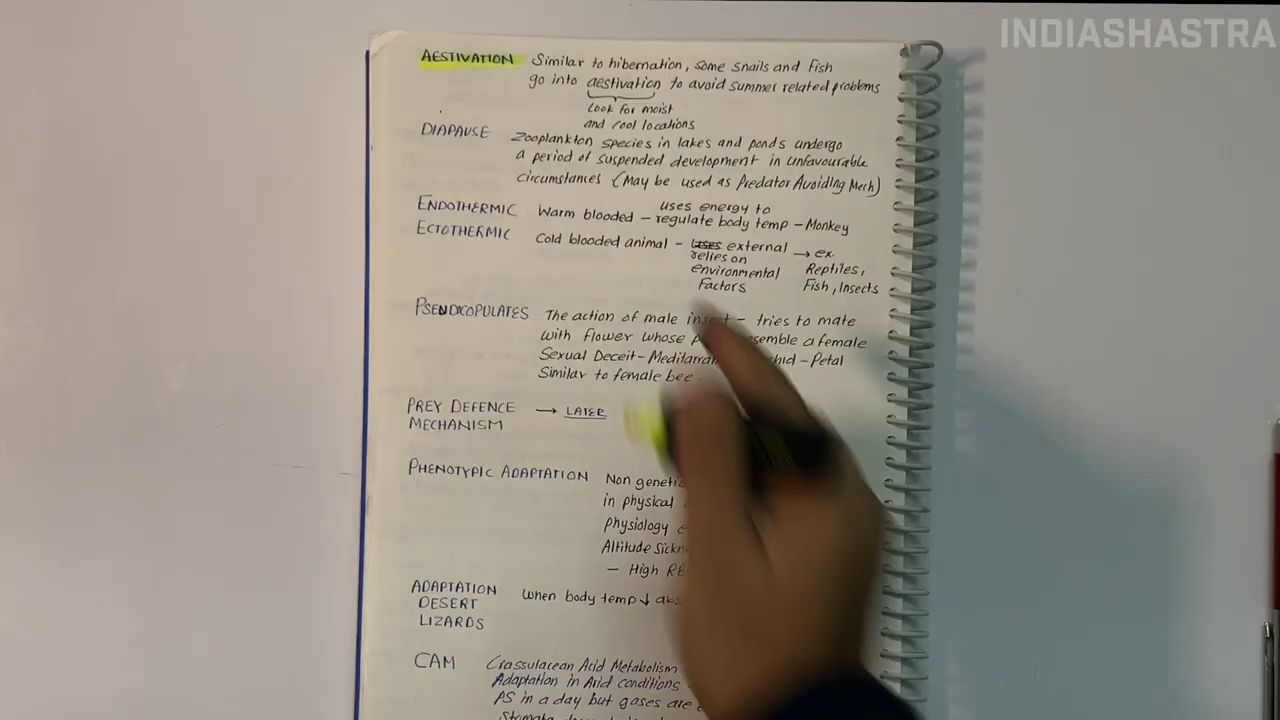 INDIASHASTRA
AESTIVATION Similar to hibernation, some snails and fish
go into aestivation to avoid summer related problems
Look for moist
and cool locations
DIAPAUSE Zooplankton species in lakes and ponds undergo
a period of suspended development in unfavourable
circumstances (May be used as Predator Avoiding Mech)
ENDOTHERMIC Warm blooded - uses energy to
regulate body temp - Monkey
ECTOTHERMIC Cold blooded animal - uses external → ex.
relies on
environmental Reptiles,
Factors Fish, Insects
PSENDICOPULATES The action of male insect - tries to mate
with flower whose resemble a female
Sexual Deceit - - Petal
Similar to female bee.
PREY DEFENCE → LATER
MECHANISM
PHENOTYPIC ADAPTATION Non genetic
in physical
physiology
Altitude
- High
ADAPTATION When body temp ↓
DESERT
LIZARDS
CAM Crassulacean Acid Metabolism
Adaptation in Arid conditions
PS in a day but gases are
Stomata